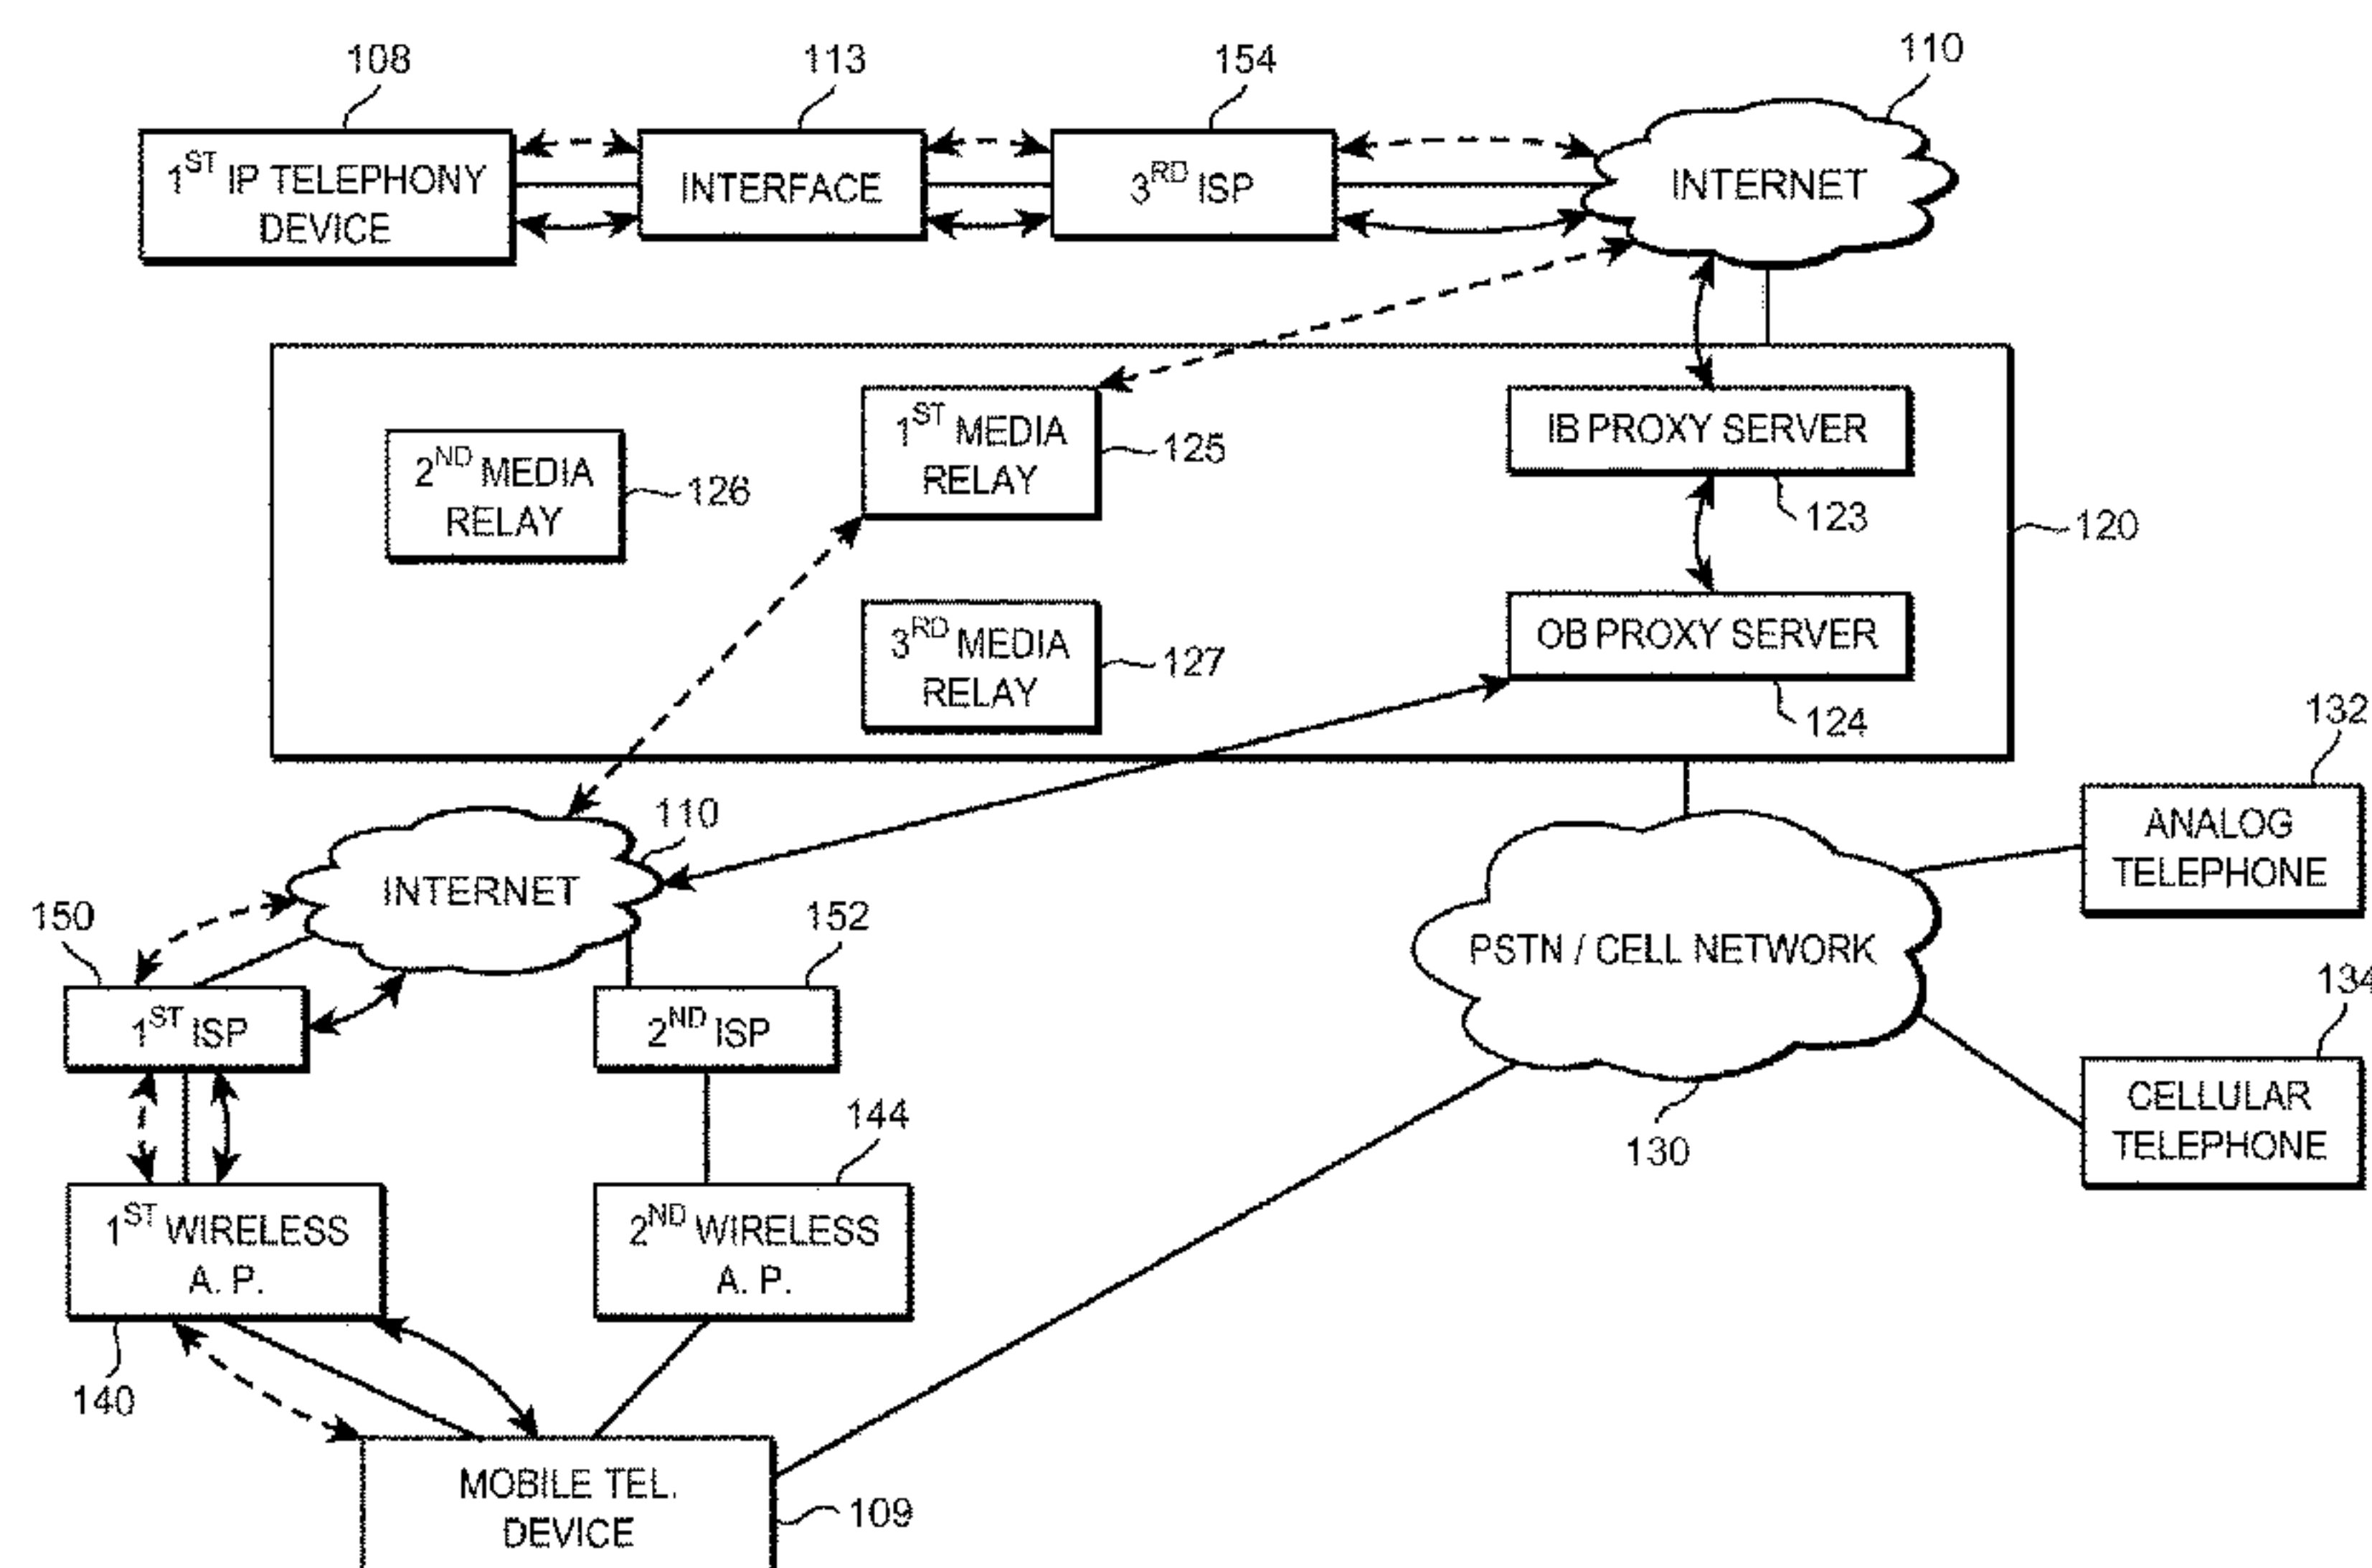 108
113
154
110
1ST IP TELEPHONY
DEVICE
INTERFACE
3RD ISP
INTERNET
1ST MEDIA
RELAY
125
IB PROXY SERVER
123
2ND MEDIA
RELAY
126
120
3RD MEDIA
RELAY
127
OB PROXY SERVER
124
132
110
INTERNET
ANALOG
TELEPHONE
150
152
PSTN / CELL NETWORK
134
1ST ISP
2ND ISP
130
CELLULAR
TELEPHONE
144
1ST WIRELESS
A. P.
2ND WIRELESS
A. P.
140
MOBILE TEL.
DEVICE
109